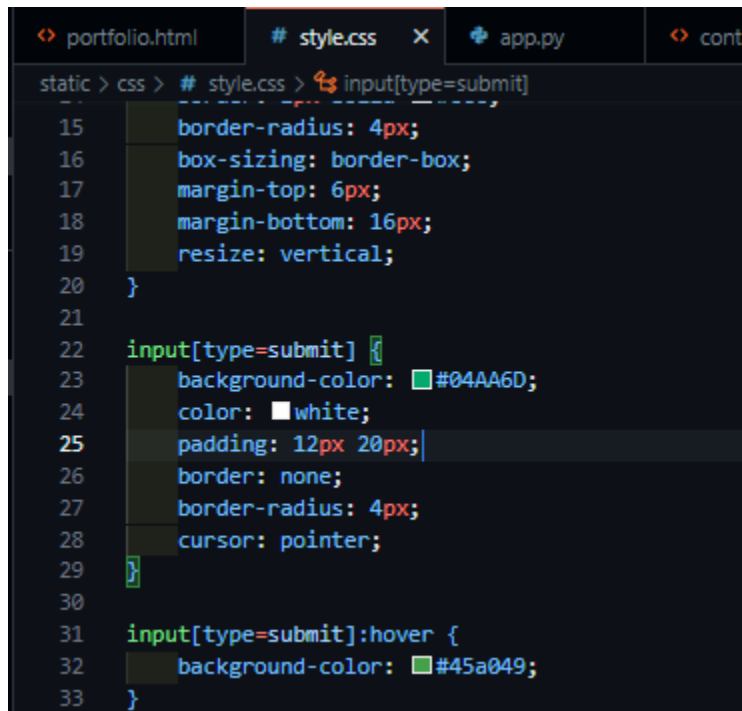 portfolio.html # style.css × app.py cont
static > css > # style.css > input[type=submit]
15 border-radius: 4px;
16 box-sizing: border-box;
17 margin-top: 6px;
18 margin-bottom: 16px;
19 resize: vertical;
20 }
21
22 input[type=submit] {
23 background-color: #04AA6D;
24 color: white;
25 padding: 12px 20px;
26 border: none;
27 border-radius: 4px;
28 cursor: pointer;
29 }
30
31 input[type=submit]:hover {
32 background-color: #45a049;
33 }